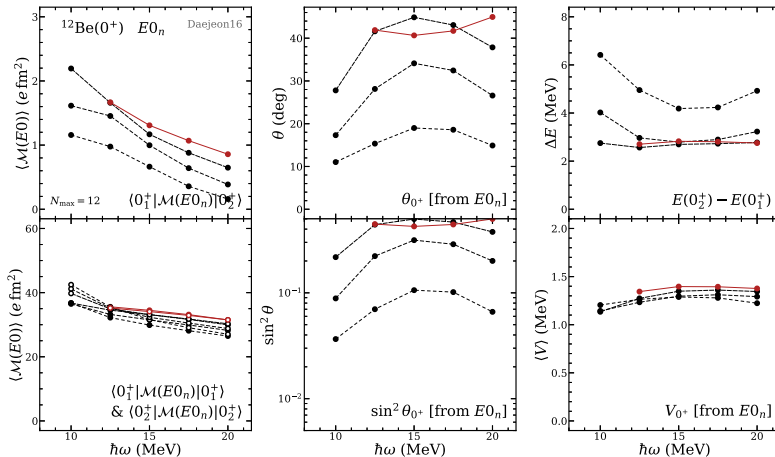 ¹²Be(0⁺) E0ₙ
Daejeon16
⟨ℳ(E0)⟩ (e fm²)
3
2
1
0
N_max = 12
⟨0₁⁺|ℳ(E0ₙ)|0₂⁺⟩
θ (deg)
40
30
20
10
0
θ₀⁺ [from E0ₙ]
ΔE (MeV)
8
6
4
2
0
E(0₂⁺) − E(0₁⁺)
⟨ℳ(E0)⟩ (e fm²)
60
40
20
0
⟨0₁⁺|ℳ(E0ₙ)|0₁⁺⟩
& ⟨0₂⁺|ℳ(E0ₙ)|0₂⁺⟩
10 15 20
ħω (MeV)
sin² θ
10⁻¹
10⁻²
sin² θ₀⁺ [from E0ₙ]
10 15 20
ħω (MeV)
⟨V⟩ (MeV)
2.0
1.5
1.0
0.5
0.0
V₀⁺ [from E0ₙ]
10 15 20
ħω (MeV)